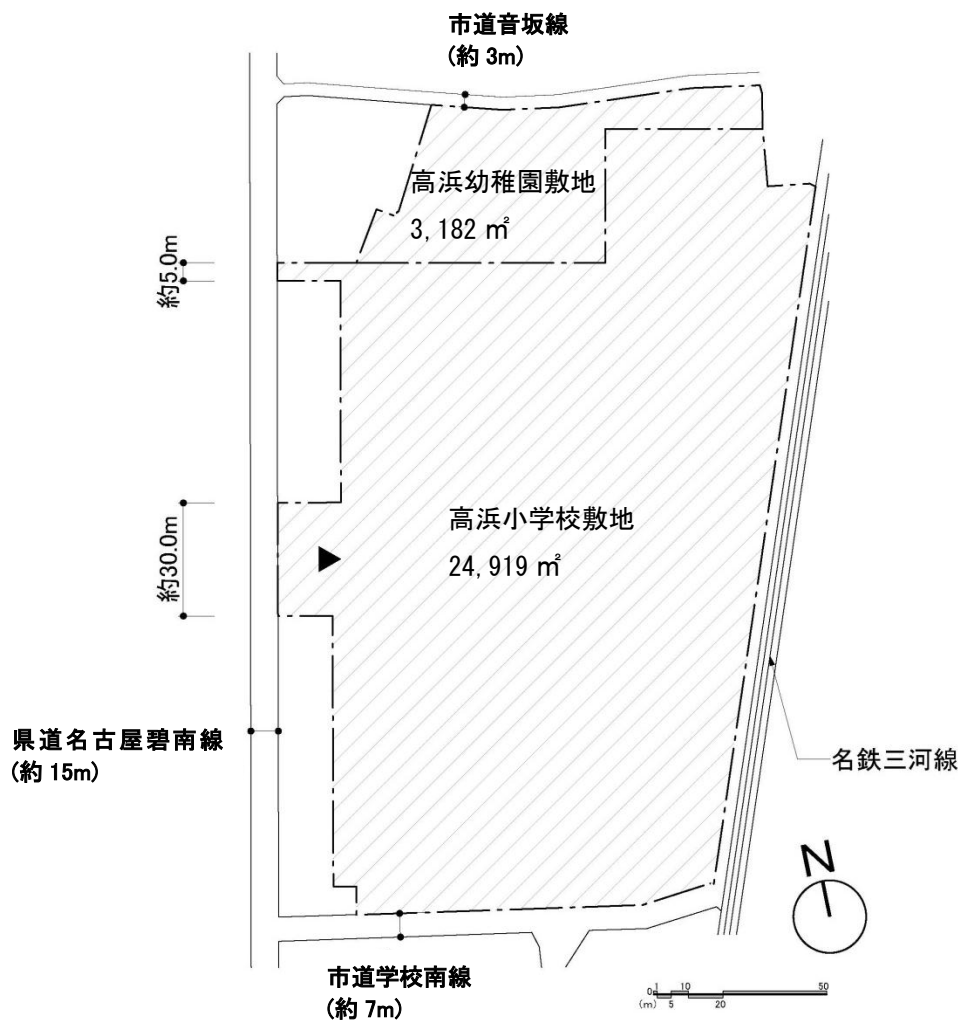 市道音坂線
(約 3m)
高浜幼稚園敷地
3,182 ㎡
約5.0m
高浜小学校敷地
24,919 ㎡
約30.0m
県道名古屋碧南線
(約 15m)
名鉄三河線
N
市道学校南線
(約 7m)
0 1 10 50
(m) 5 20